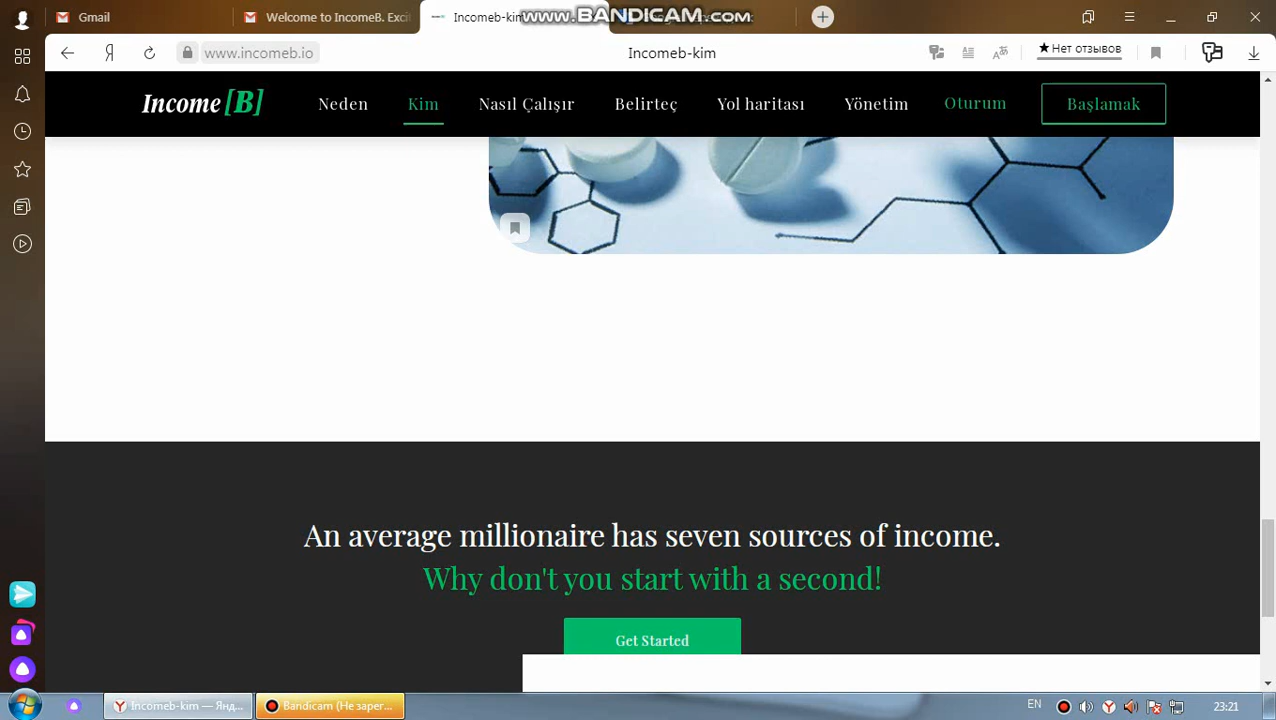 Gmail
Welcome to IncomeB. Excit
Incomeb-kim
www.BANDICAM.com
www.incomeb.io
Incomeb-kim
★Нет отзывов
Income [B]
Neden
Kim
Nasıl Çalışır
Belirteç
Yol haritası
Yönetim
Oturum
Başlamak
An average millionaire has seven sources of income.
Why don't you start with a second!
Get Started
Incomeb-kim — Янд...
Bandicam (Не зарег...
EN
23:21